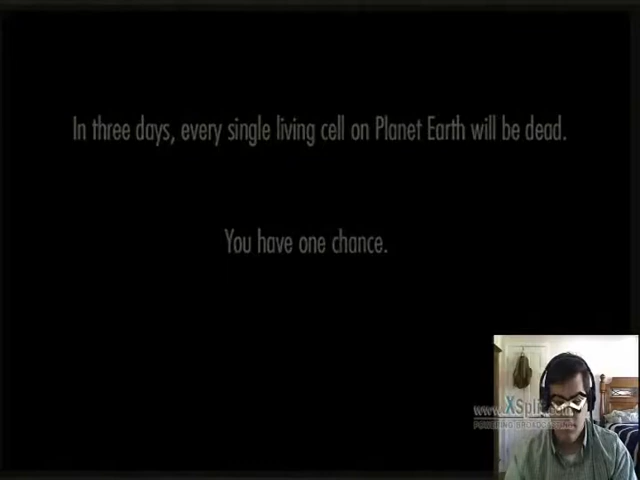 In three days, every single living cell on Planet Earth will be dead.
You have one chance.
www.XSplit